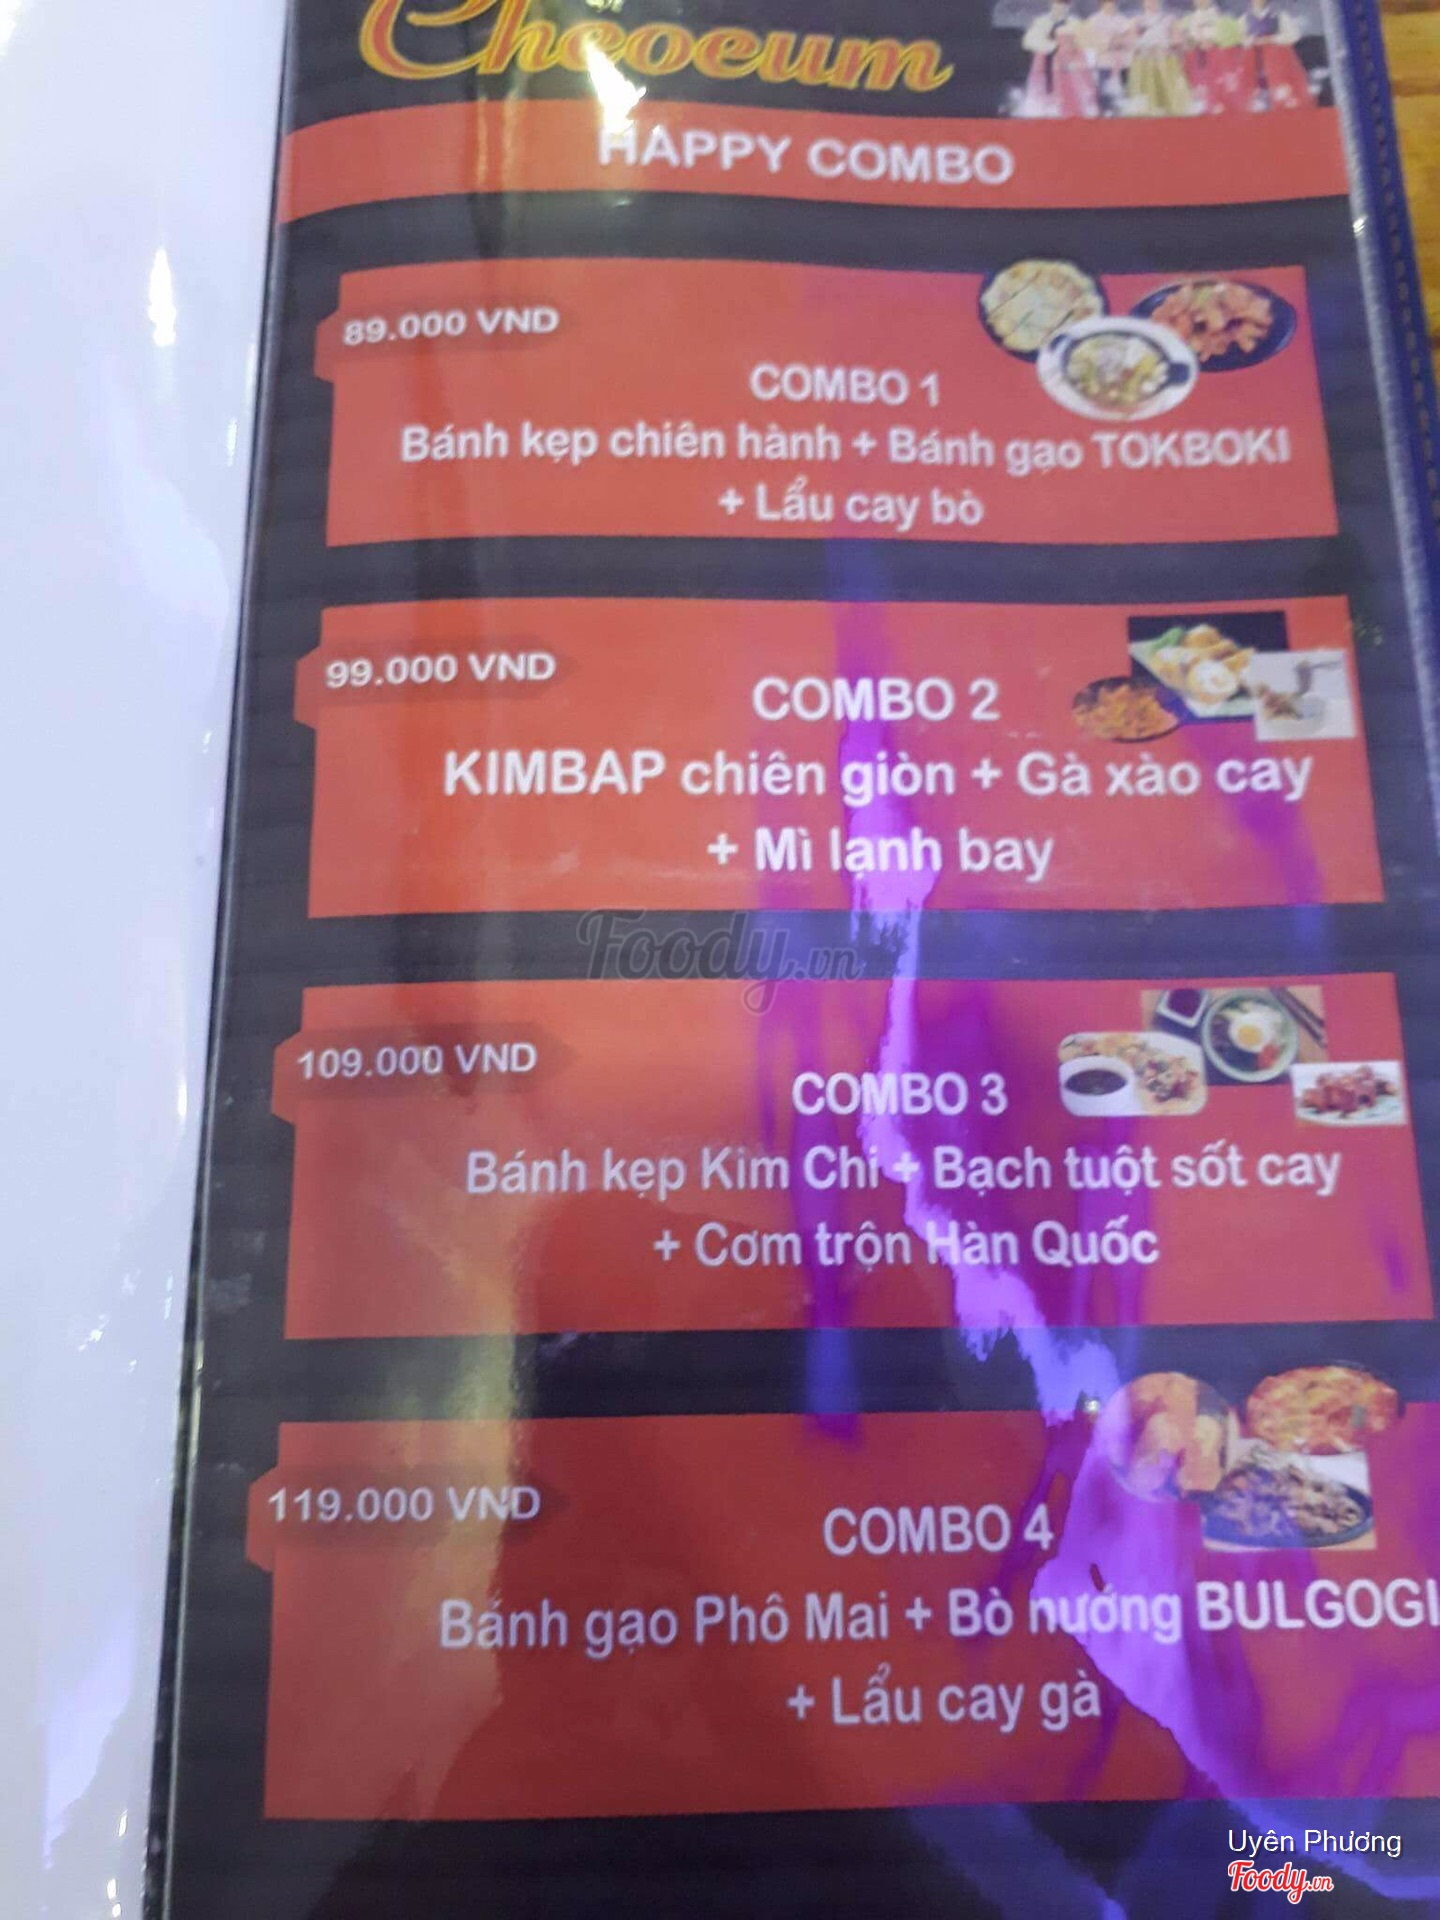 Cheoeum
HAPPY COMBO
89.000 VND
COMBO 1
Bánh kẹp chiên hành + Bánh gạo TOKBOKI
+ Lẩu cay bò
99.000 VND
COMBO 2
KIMBAP chiên giòn + Gà xào cay
+ Mì lạnh bay
Foody.vn
109.000 VND
COMBO 3
Bánh kẹp Kim Chi + Bạch tuột sốt cay
+ Cơm trộn Hàn Quốc
119.000 VND
COMBO 4
Bánh gạo Phô Mai + Bò nướng BULGOGI
+ Lẩu cay gà
Uyên Phương
Foody.vn